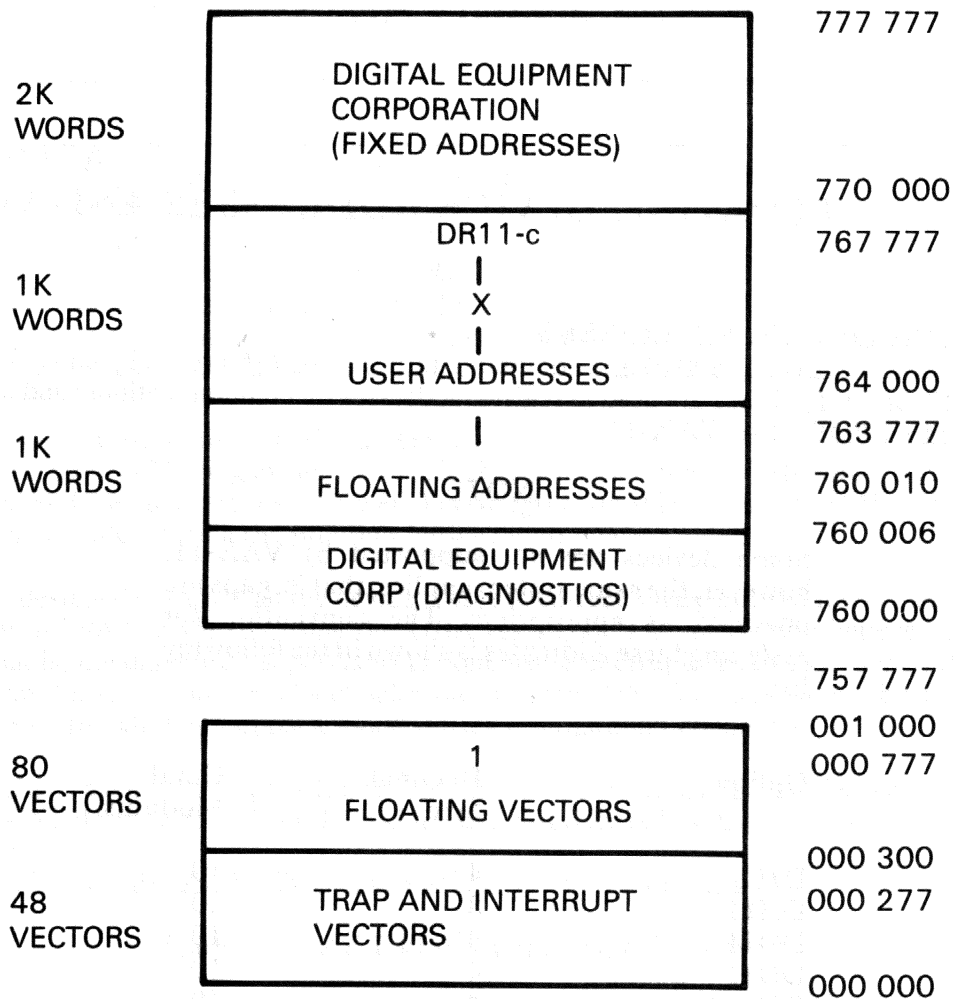 777 777
DIGITAL EQUIPMENT
CORPORATION
(FIXED ADDRESSES)
2K
WORDS
770 000
DR11-c
767 777
X
1K
WORDS
USER ADDRESSES
764 000
763 777
1K
WORDS
FLOATING ADDRESSES
760 010
760 006
DIGITAL EQUIPMENT
CORP (DIAGNOSTICS)
760 000
757 777
001 000
1
000 777
80
VECTORS
FLOATING VECTORS
000 300
000 277
48
VECTORS
TRAP AND INTERRUPT
VECTORS
000 000